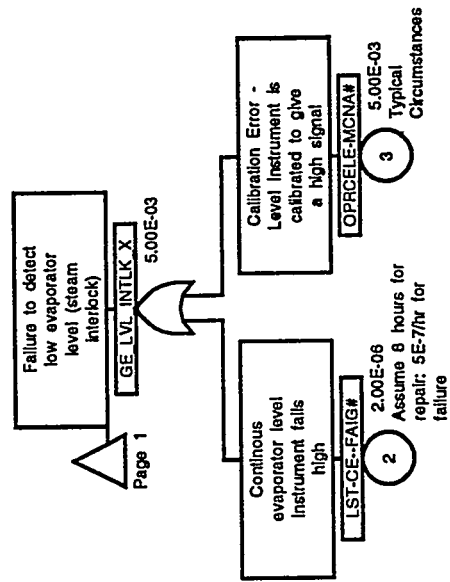 Failure to detect
low evaporator
level (steam
interlock)
GE_LVL_INTLK_X
5.00E-03
Page 1
Continous
evaporator level
Instrument fails
high
LST-CE--FAIG#
2
2.00E-06
Assume 8 hours for
repair: 5E-7/hr for
failure
Calibration Error -
Level Instrument is
calibrated to give
a high signal
OPRCELE-MCNA#
3
5.00E-03
Typical
Circumstances